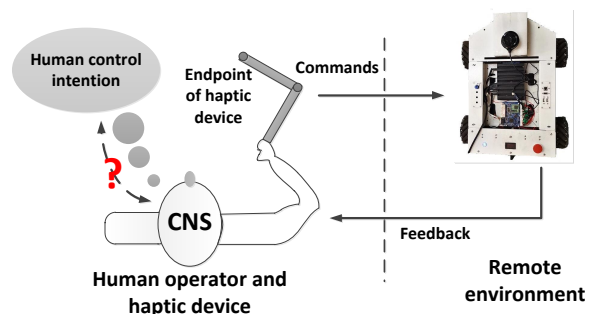 Human control
intention
Endpoint
of haptic
device
Commands
?
CNS
Feedback
Human operator and
haptic device
Remote
environment